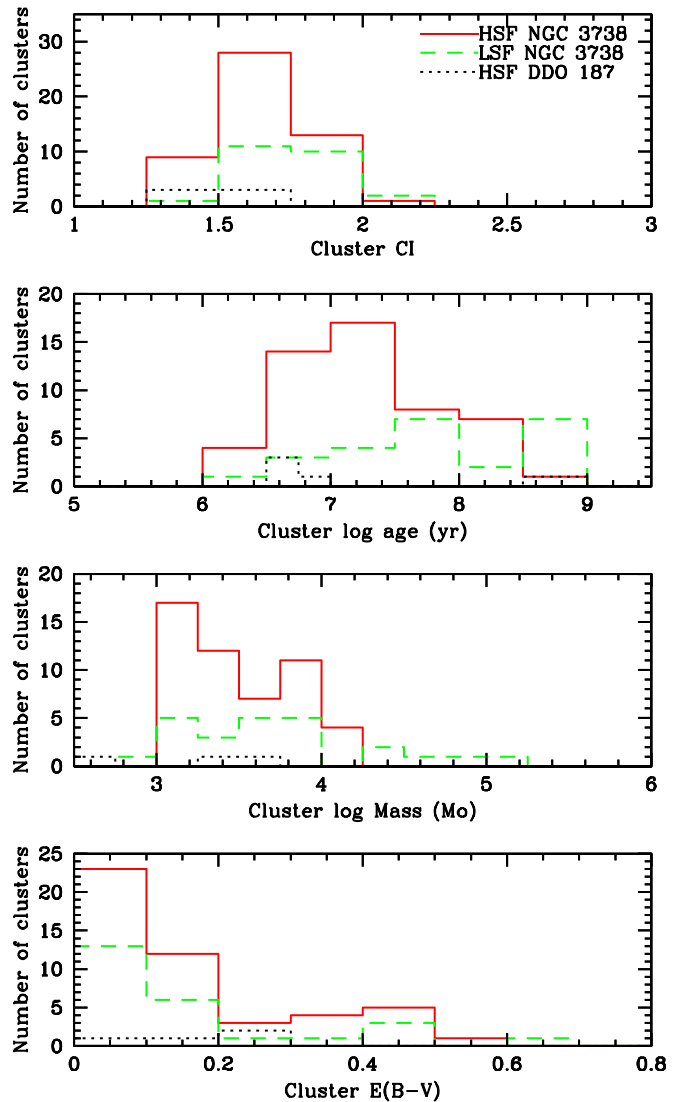 Number of clusters
35
30
20
10
0
HSF NGC 3738
LSF NGC 3738
HSF DDO 187
1 1.5 2 2.5 3
Cluster CI
Number of clusters
20
15
10
5
0
5 6 7 8 9
Cluster log age (yr)
Number of clusters
20
15
10
5
0
3 4 5 6
Cluster log Mass (Mo)
Number of clusters
25
20
15
10
5
0
0 0.2 0.4 0.6 0.8
Cluster E(B−V)